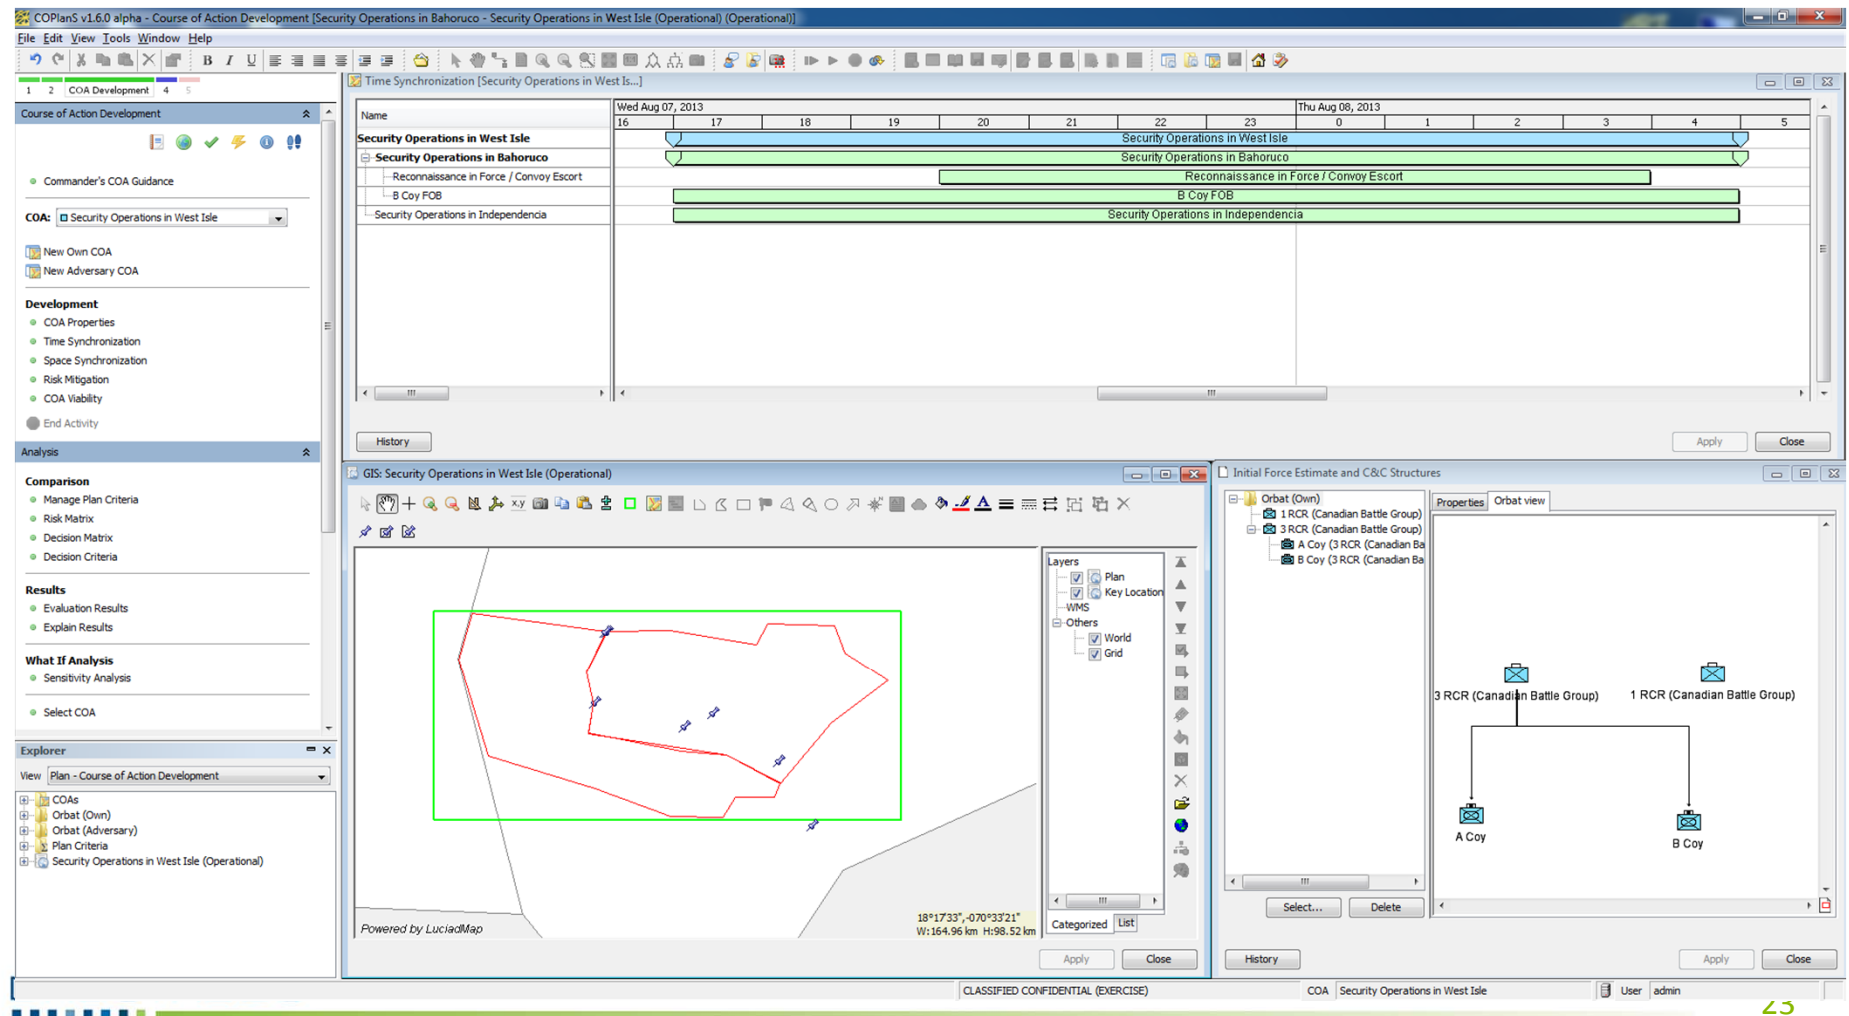 COPlanS v1.6.0 alpha - Course of Action Development [Security Operations in Bahoruco - Security Operations in West Isle (Operational) (Operational)]
File Edit View Tools Window Help
B I U
1 2 COA Development 4 5
Course of Action Development
Commander's COA Guidance
COA: Security Operations in West Isle
New Own COA
New Adversary COA
Development
COA Properties
Time Synchronization
Space Synchronization
Risk Mitigation
COA Viability
End Activity
Analysis
Comparison
Manage Plan Criteria
Risk Matrix
Decision Matrix
Decision Criteria
Results
Evaluation Results
Explain Results
What If Analysis
Sensitivity Analysis
Select COA
Explorer
View Plan - Course of Action Development
COAs
Orbat (Own)
Orbat (Adversary)
Plan Criteria
Security Operations in West Isle (Operational)
Time Synchronization [Security Operations in West Is...]
Name
Wed Aug 07, 2013 Thu Aug 08, 2013
16 17 18 19 20 21 22 23 0 1 2 3 4 5
Security Operations in West Isle Security Operations in West Isle
Security Operations in Bahoruco Security Operations in Bahoruco
Reconnaissance in Force / Convoy Escort Reconnaissance in Force / Convoy Escort
B Coy FOB B Coy FOB
Security Operations in Independencia Security Operations in Independencia
History Apply Close
GIS: Security Operations in West Isle (Operational)
x,y A
Layers
Plan
Key Location
WMS
Others
World
Grid
18°17'33",-070°33'21"
W:164.96 km H:98.52 km
Powered by LuciadMap
Categorized List
Apply Close
Initial Force Estimate and C&C Structures
Orbat (Own)
1 RCR (Canadian Battle Group)
3 RCR (Canadian Battle Group)
A Coy (3 RCR (Canadian Ba
B Coy (3 RCR (Canadian Ba
Select... Delete
Properties Orbat view
3 RCR (Canadian Battle Group) 1 RCR (Canadian Battle Group)
A Coy
B Coy
History Apply Close
CLASSIFIED CONFIDENTIAL (EXERCISE) COA Security Operations in West Isle User admin
23